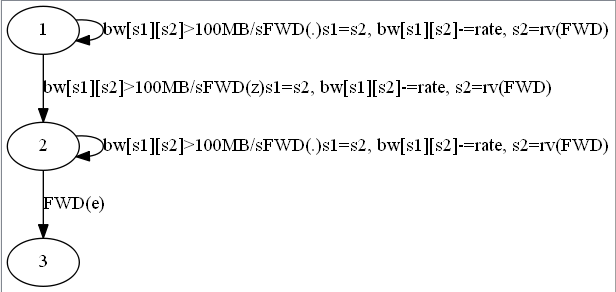 1
bw[s1][s2]>100MB/sFWD(.)s1=s2, bw[s1][s2]-=rate, s2=rv(FWD)
bw[s1][s2]>100MB/sFWD(z)s1=s2, bw[s1][s2]-=rate, s2=rv(FWD)
2
bw[s1][s2]>100MB/sFWD(.)s1=s2, bw[s1][s2]-=rate, s2=rv(FWD)
FWD(e)
3